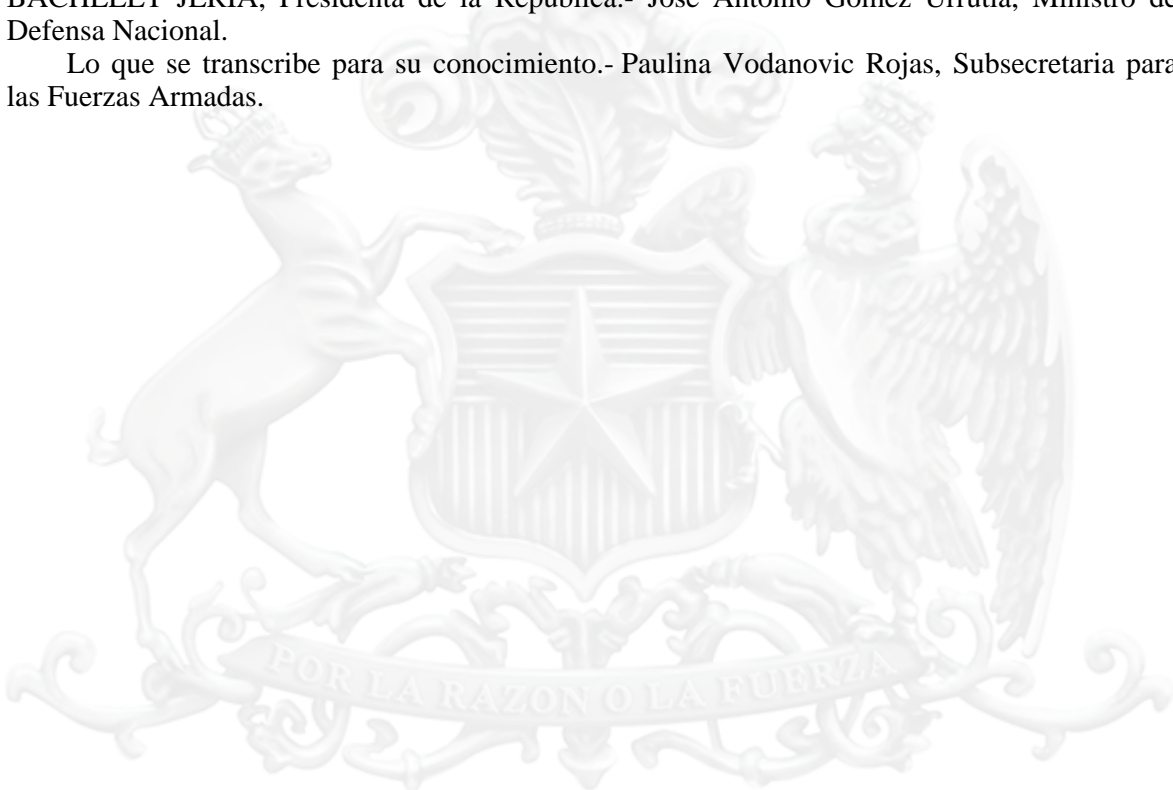 BACHELET JERIA, Presidenta de la República.- José Antonio Gómez Urrutia, Ministro de
Defensa Nacional.
Lo que se transcribe para su conocimiento.- Paulina Vodanovic Rojas, Subsecretaria para
las Fuerzas Armadas.
POR LA RAZON O LA FUERZA